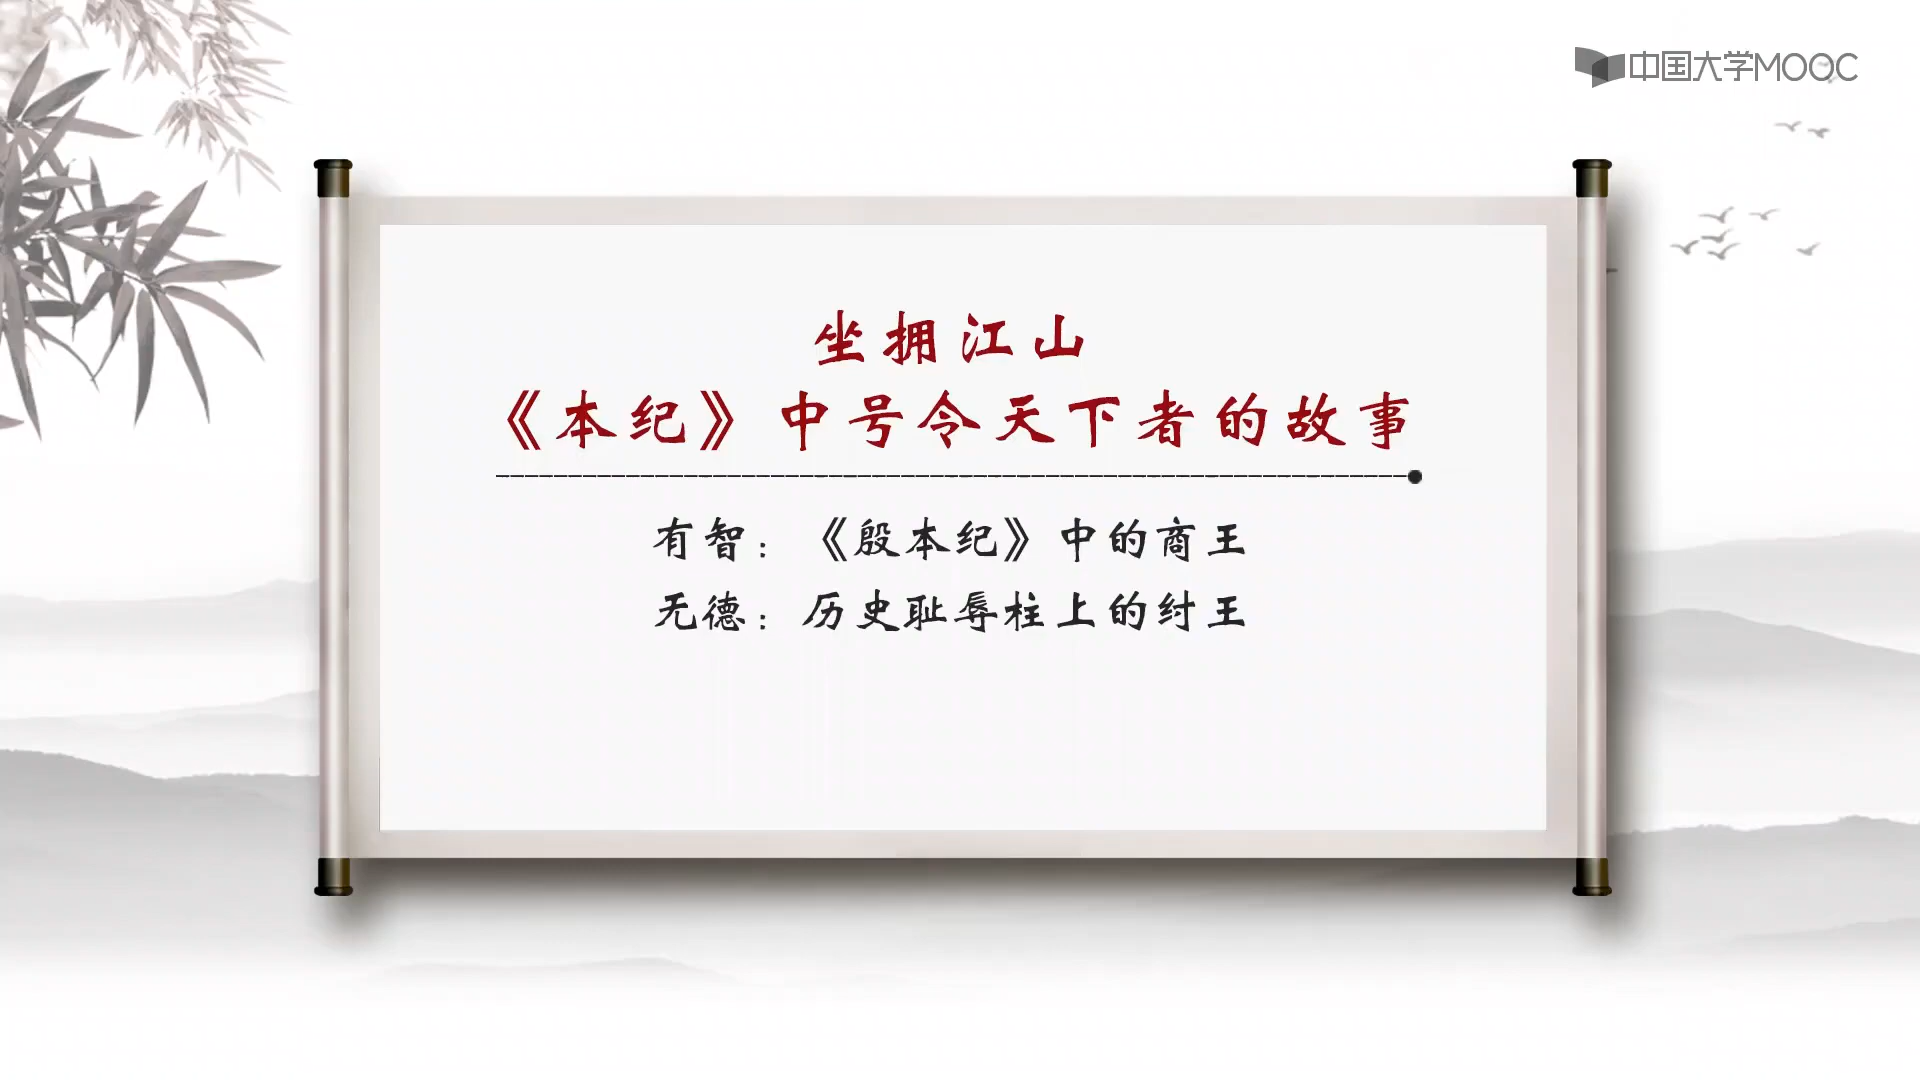 中国大学MOOC
坐拥江山
《本纪》中号令天下者的故事
有智：《殷本纪》中的商王
无德：历史耻辱柱上的纣王